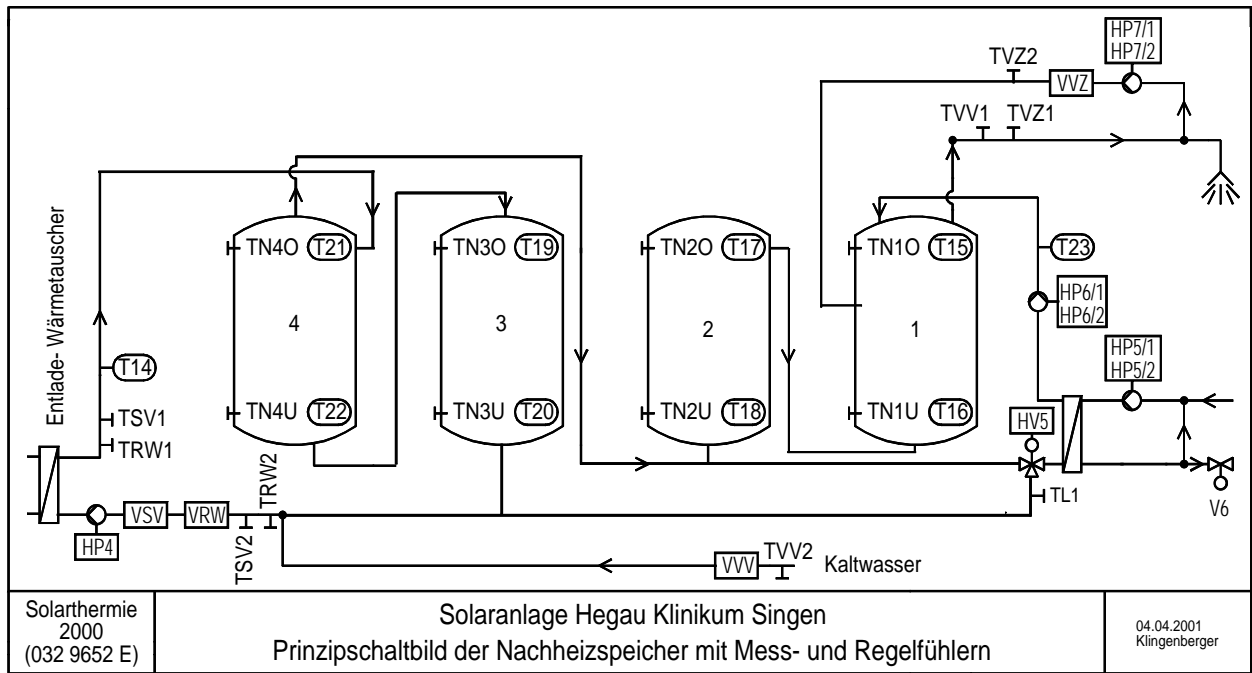 HP7/1
HP7/2
TVZ2
VVZ
TVV1
TVZ1
Entlade- Wärmetauscher
TN4O
T21
TN3O
T19
TN2O
T17
TN1O
T15
T23
HP6/1
HP6/2
4
3
2
1
T14
HP5/1
HP5/2
TSV1
TRW1
TN4U
T22
TN3U
T20
TN2U
T18
TN1U
T16
HV5
TRW2
TL1
V6
VSV
VRW
HP4
TSV2
VVV
TVV2
Kaltwasser
Solarthermie
2000
(032 9652 E)
Solaranlage Hegau Klinikum Singen
Prinzipschaltbild der Nachheizspeicher mit Mess- und Regelfühlern
04.04.2001
Klingenberger